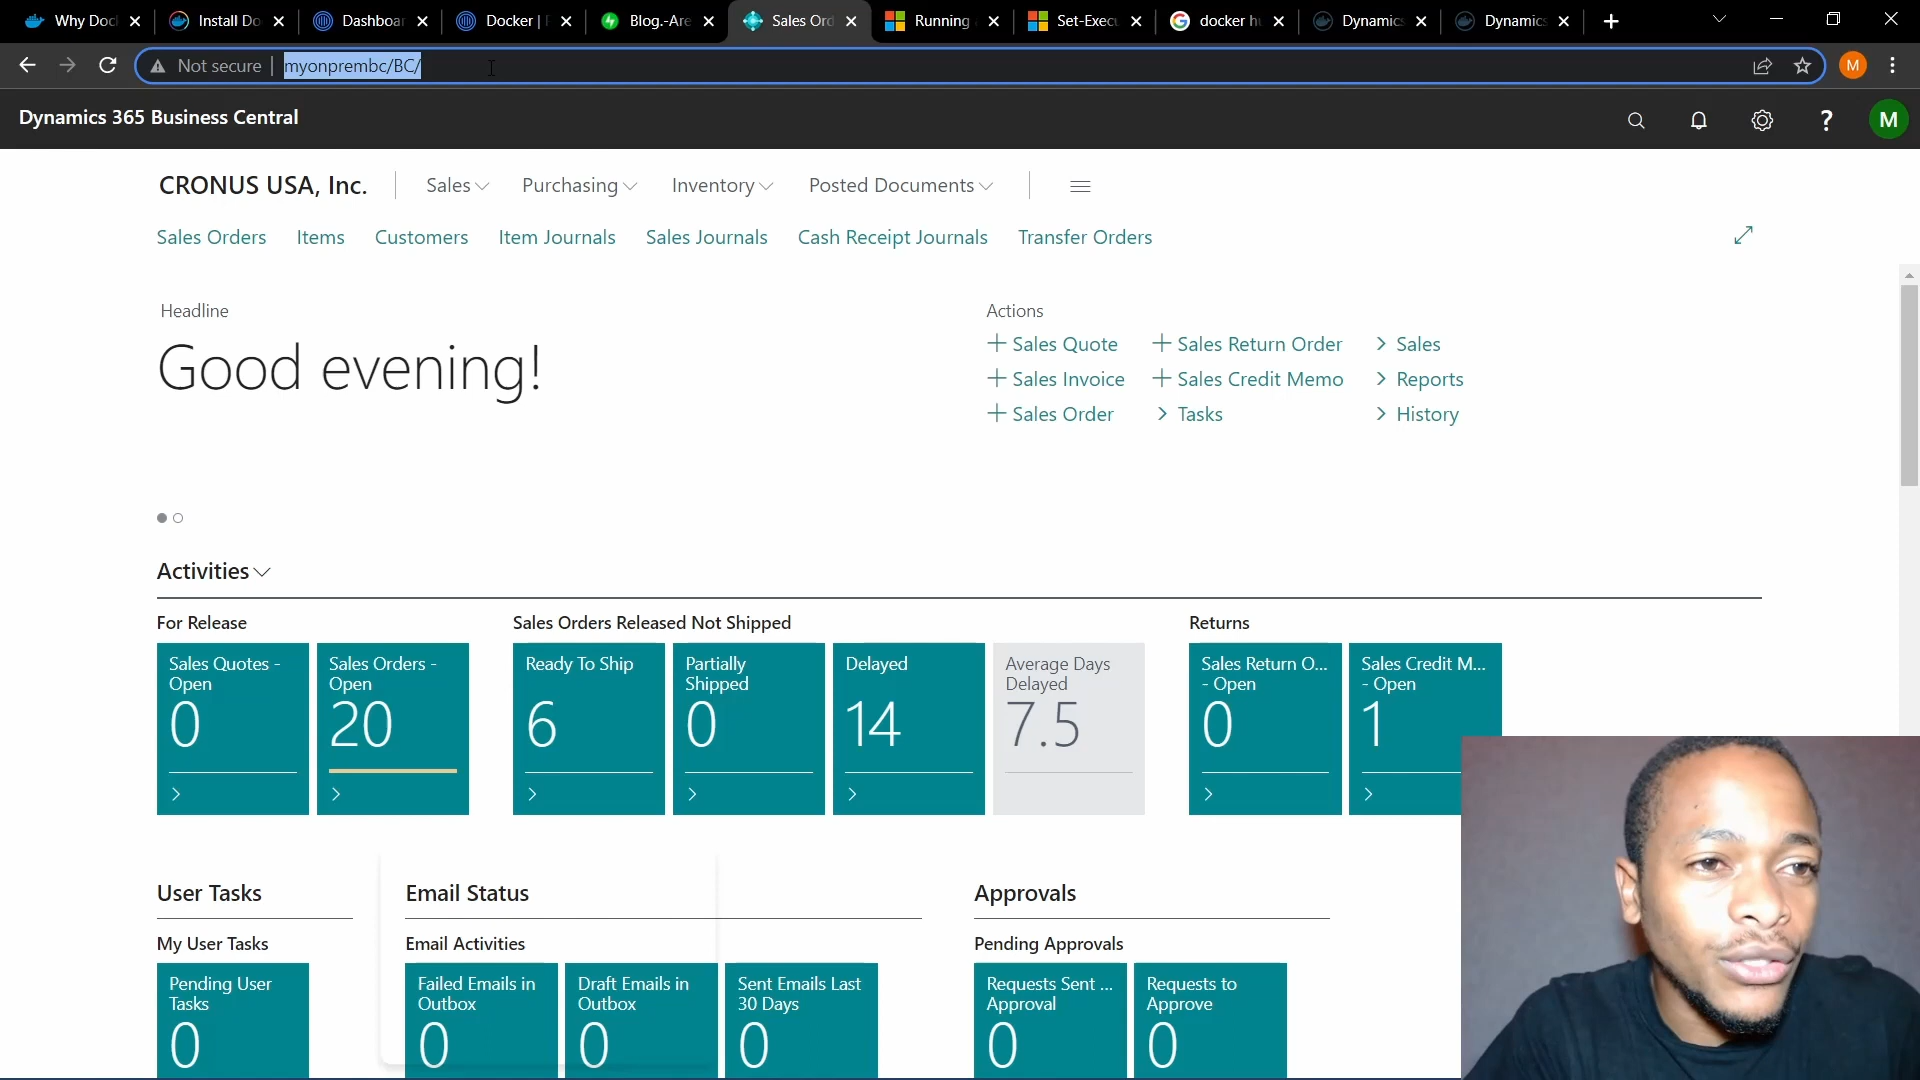 Why Doc
Install Do
Dashboar
Docker |
Blog.-Are
Sales Ord
Running
Set-Exec
docker h
Dynamics
Dynamics
Not secure
myonprembc/BC/
M
Dynamics 365 Business Central
?
M
CRONUS USA, Inc.
Sales
Purchasing
Inventory
Posted Documents
Sales Orders
Items
Customers
Item Journals
Sales Journals
Cash Receipt Journals
Transfer Orders
Headline
Good evening!
Actions
Sales Quote
Sales Return Order
Sales
Sales Invoice
Sales Credit Memo
Reports
Sales Order
Tasks
History
Activities
For Release
Sales Orders Released Not Shipped
Returns
Sales Quotes -
Open
0
Sales Orders -
Open
20
Ready To Ship
6
Partially
Shipped
0
Delayed
14
Average Days
Delayed
7.5
Sales Return O...
- Open
0
Sales Credit M...
- Open
1
User Tasks
Email Status
Approvals
My User Tasks
Email Activities
Pending Approvals
Pending User
Tasks
0
Failed Emails in
Outbox
0
Draft Emails in
Outbox
0
Sent Emails Last
30 Days
0
Requests Sent ...
Approval
0
Requests to
Approve
0